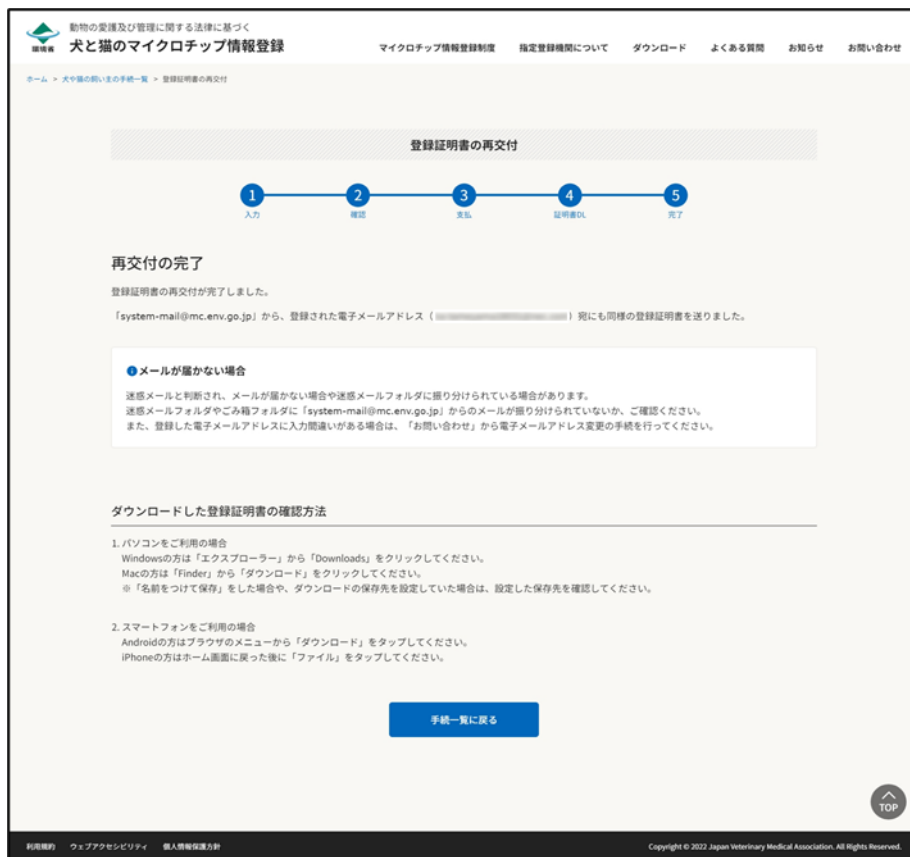 動物の愛護及び管理に関する法律に基づく
環境省
犬と猫のマイクロチップ情報登録
マイクロチップ情報登録制度 指定登録機関について ダウンロード よくある質問 お知らせ お問い合わせ
ホーム > 犬や猫の飼い主の手続一覧 > 登録証明書の再交付
登録証明書の再交付
1 2 3 4 5
入力 確認 支払 証明書DL 完了
再交付の完了
登録証明書の再交付が完了しました。
「system-mail@mc.env.go.jp」から、登録された電子メールアドレス（ ）宛にも同様の登録証明書を送りました。
メールが届かない場合
迷惑メールと判断され、メールが届かない場合や迷惑メールフォルダに振り分けられている場合があります。
迷惑メールフォルダやごみ箱フォルダに「system-mail@mc.env.go.jp」からのメールが振り分けられていないか、ご確認ください。
また、登録した電子メールアドレスに入力間違いがある場合は、「お問い合わせ」から電子メールアドレス変更の手続を行ってください。
ダウンロードした登録証明書の確認方法
1. パソコンをご利用の場合
Windowsの方は「エクスプローラー」から「Downloads」をクリックしてください。
Macの方は「Finder」から「ダウンロード」をクリックしてください。
※「名前をつけて保存」をした場合や、ダウンロードの保存先を設定していた場合は、設定した保存先を確認してください。
2. スマートフォンをご利用の場合
Androidの方はブラウザのメニューから「ダウンロード」をタップしてください。
iPhoneの方はホーム画面に戻った後に「ファイル」をタップしてください。
手続一覧に戻る
TOP
利用規約 ウェブアクセシビリティ 個人情報保護方針 Copyright © 2022 Japan Veterinary Medical Association. All Rights Reserved.